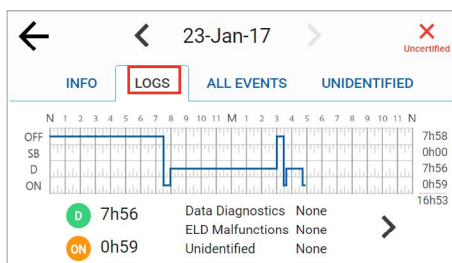 23-Jan-17
Uncertified
INFO LOGS ALL EVENTS UNIDENTIFIED
N 1 2 3 4 5 6 7 8 9 10 11 M 1 2 3 4 5 6 7 8 9 10 11 N
OFF 7h58
SB 0h00
D 7h56
ON 0h59
16h53
D 7h56 Data Diagnostics None
ELD Malfunctions None
ON 0h59 Unidentified None